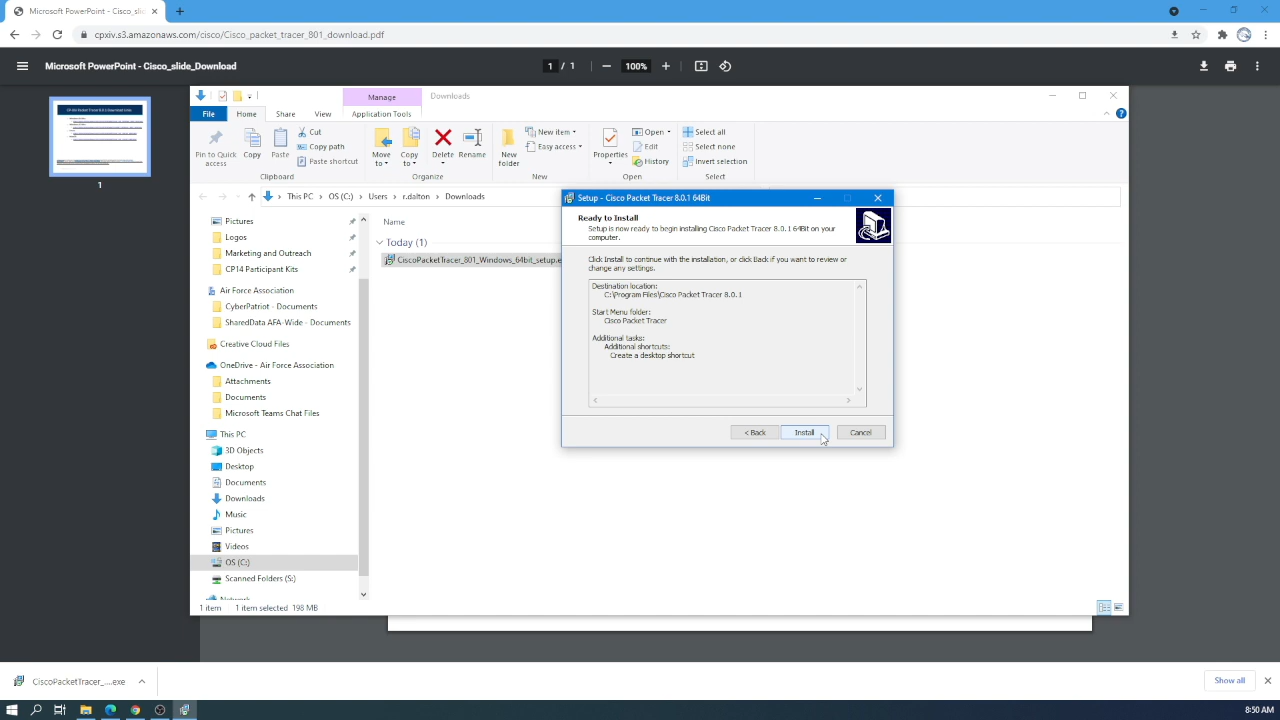 Microsoft PowerPoint - Cisco_sli
cpxiv.s3.amazonaws.com/cisco/Cisco_packet_tracer_801_download.pdf
Microsoft PowerPoint - Cisco_slide_Download
1 / 1
100%
1
Manage
Downloads
File
Home
Share
View
Application Tools
Pin to Quick access
Copy
Paste
Cut
Copy path
Paste shortcut
Clipboard
Move to
Copy to
Delete
Rename
Organize
New folder
New item
Easy access
New
Properties
Open
Edit
History
Open
Select all
Select none
Invert selection
Select
This PC
OS (C:)
Users
r.dalton
Downloads
Pictures
Logos
Marketing and Outreach
CP14 Participant Kits
Air Force Association
CyberPatriot - Documents
SharedData AFA-Wide - Documents
Creative Cloud Files
OneDrive - Air Force Association
Attachments
Documents
Microsoft Teams Chat Files
This PC
3D Objects
Desktop
Documents
Downloads
Music
Pictures
Videos
OS (C:)
Scanned Folders (S:)
Name
Today (1)
CiscoPacketTracer_801_Windows_64bit_setup.e
1 item
1 item selected 198 MB
Setup - Cisco Packet Tracer 8.0.1 64Bit
Ready to Install
Setup is now ready to begin installing Cisco Packet Tracer 8.0.1 64Bit on your
computer.
Click Install to continue with the installation, or click Back if you want to review or
change any settings.
Destination location:
C:\Program Files\Cisco Packet Tracer 8.0.1
Start Menu folder:
Cisco Packet Tracer
Additional tasks:
Additional shortcuts:
Create a desktop shortcut
< Back
Install
Cancel
CiscoPacketTracer_....exe
Show all
8:50 AM